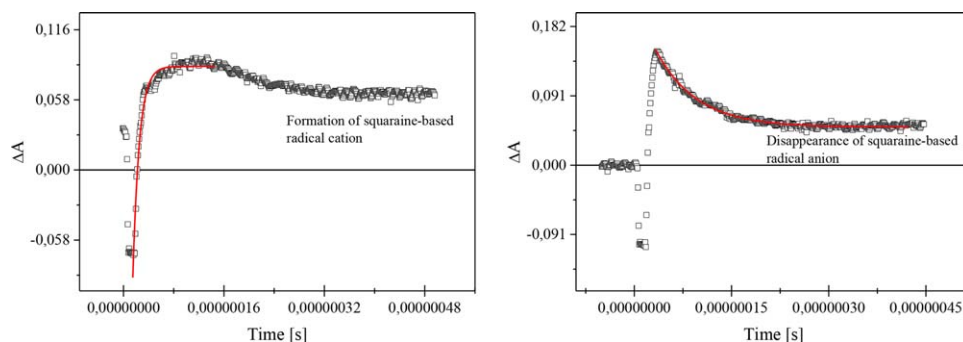 0,116
0,058
0,000
-0,058
ΔA
Formation of squaraine-based
radical cation
0,00000000
0,00000016
0,00000032
0,00000048
Time [s]
0,182
0,091
0,000
-0,091
ΔA
Disappearance of squaraine-based
radical anion
0,00000000
0,00000015
0,00000030
0,00000045
Time [s]